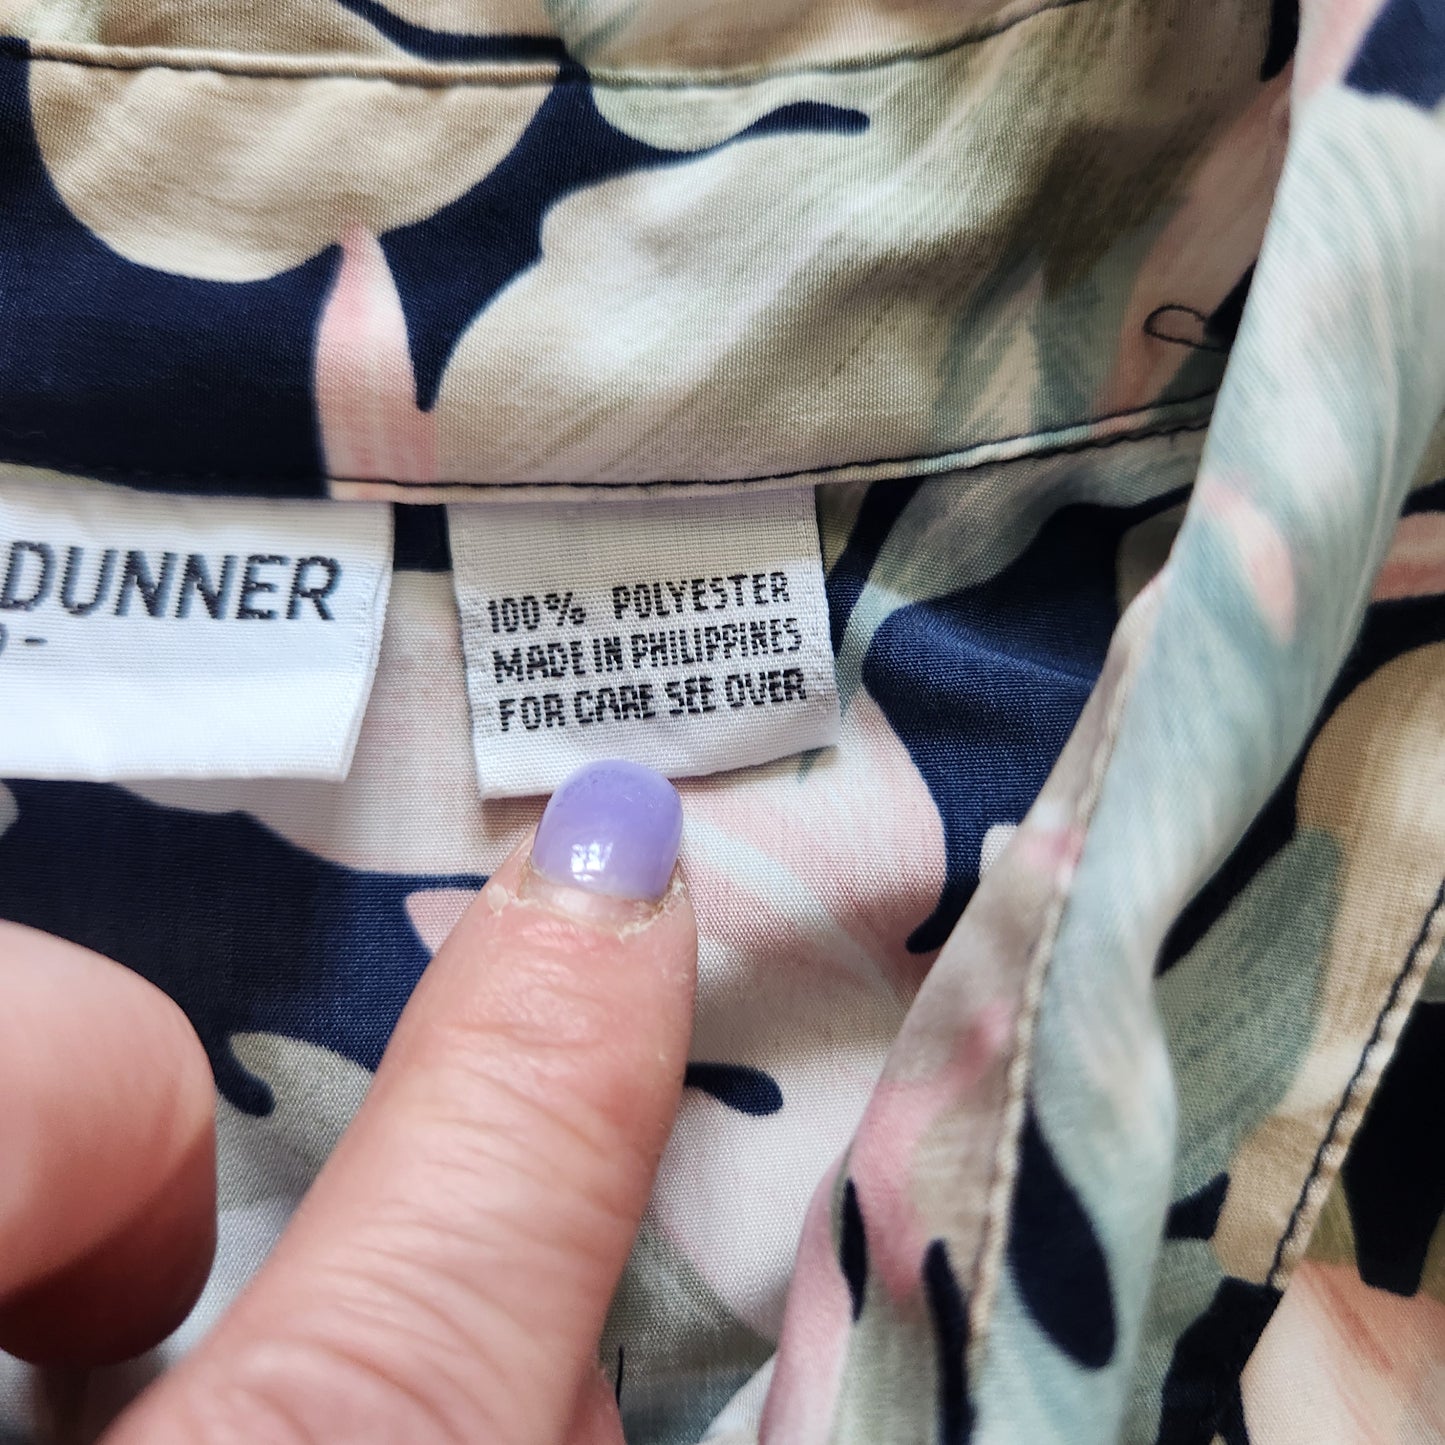 DUNNER
100% POLYESTER
MADE IN PHILIPPINES
FOR CARE SEE OVER